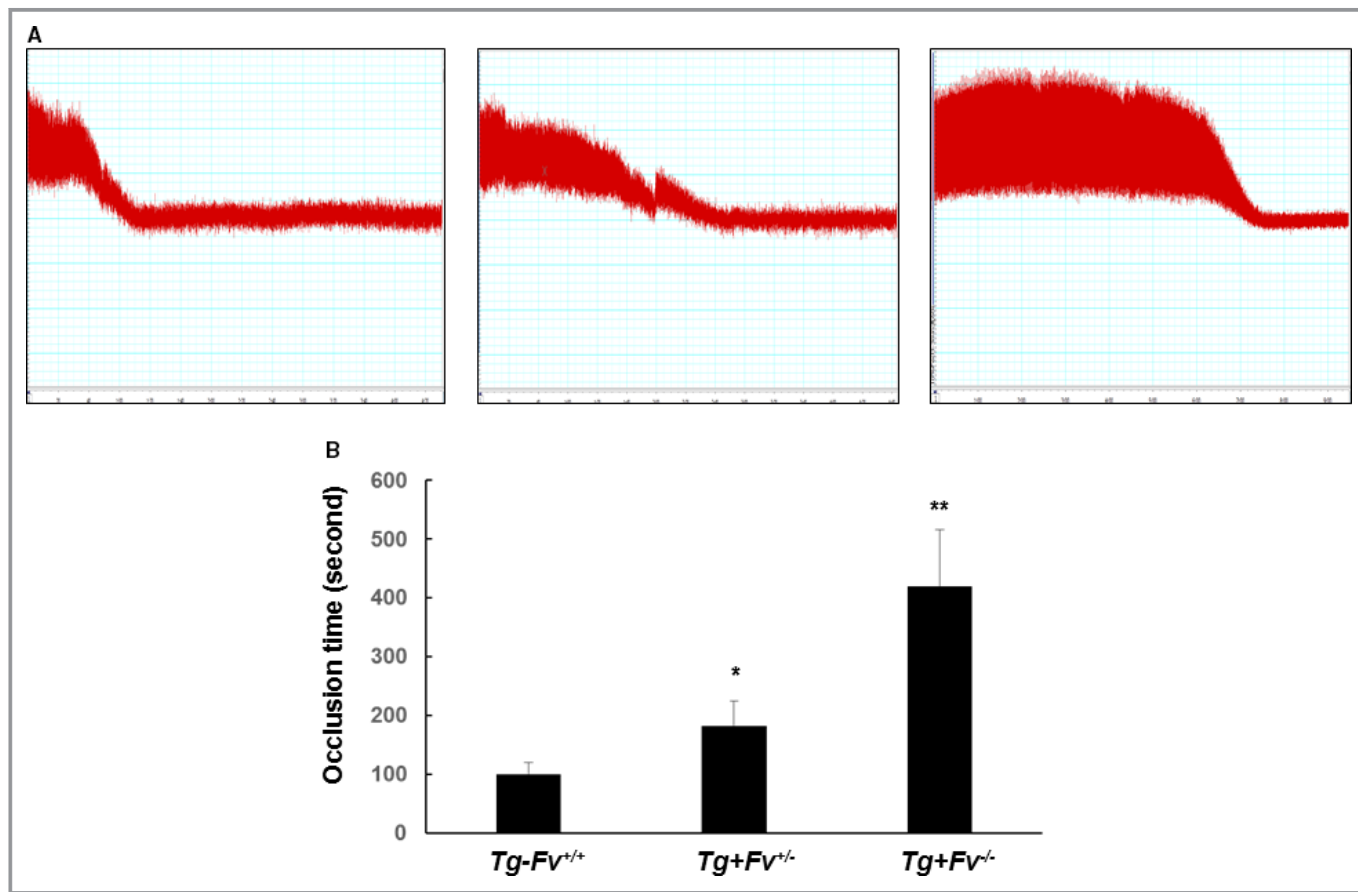 A
B
Occlusion time (second)
600
500
400
300
200
100
0
*
**
Tg-Fv+/+
Tg+Fv+/-
Tg+Fv-/-